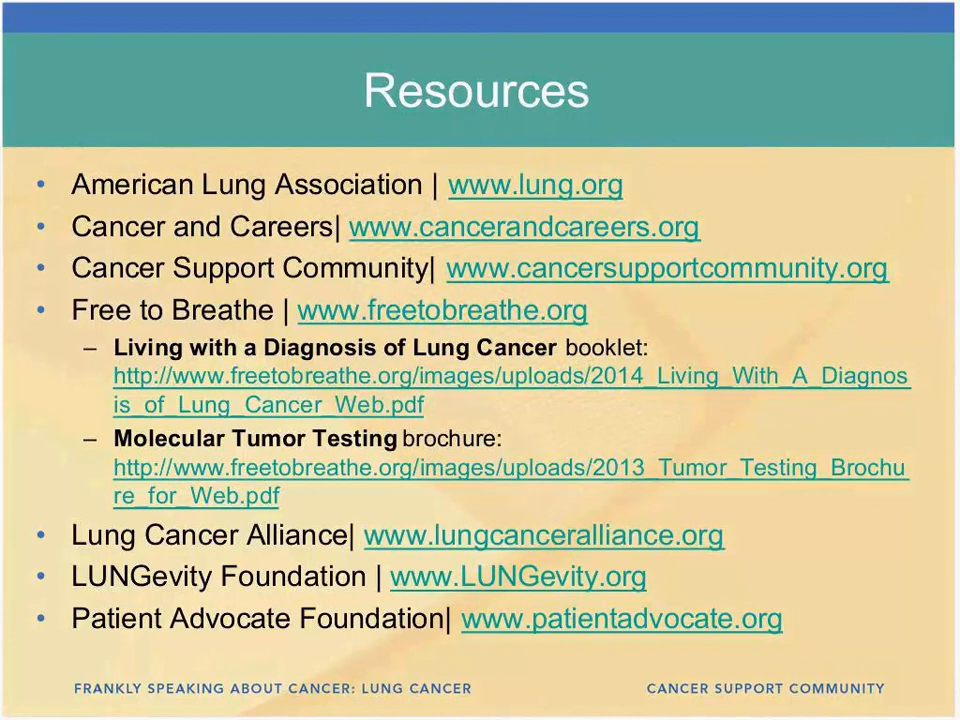 Resources
• American Lung Association | www.lung.org
• Cancer and Careers| www.cancerandcareers.org
• Cancer Support Community| www.cancersupportcommunity.org
• Free to Breathe | www.freetobreathe.org
– Living with a Diagnosis of Lung Cancer booklet:
http://www.freetobreathe.org/images/uploads/2014_Living_With_A_Diagnos
is_of_Lung_Cancer_Web.pdf
– Molecular Tumor Testing brochure:
http://www.freetobreathe.org/images/uploads/2013_Tumor_Testing_Brochu
re_for_Web.pdf
• Lung Cancer Alliance| www.lungcanceralliance.org
• LUNGevity Foundation | www.LUNGevity.org
• Patient Advocate Foundation| www.patientadvocate.org
FRANKLY SPEAKING ABOUT CANCER: LUNG CANCER CANCER SUPPORT COMMUNITY